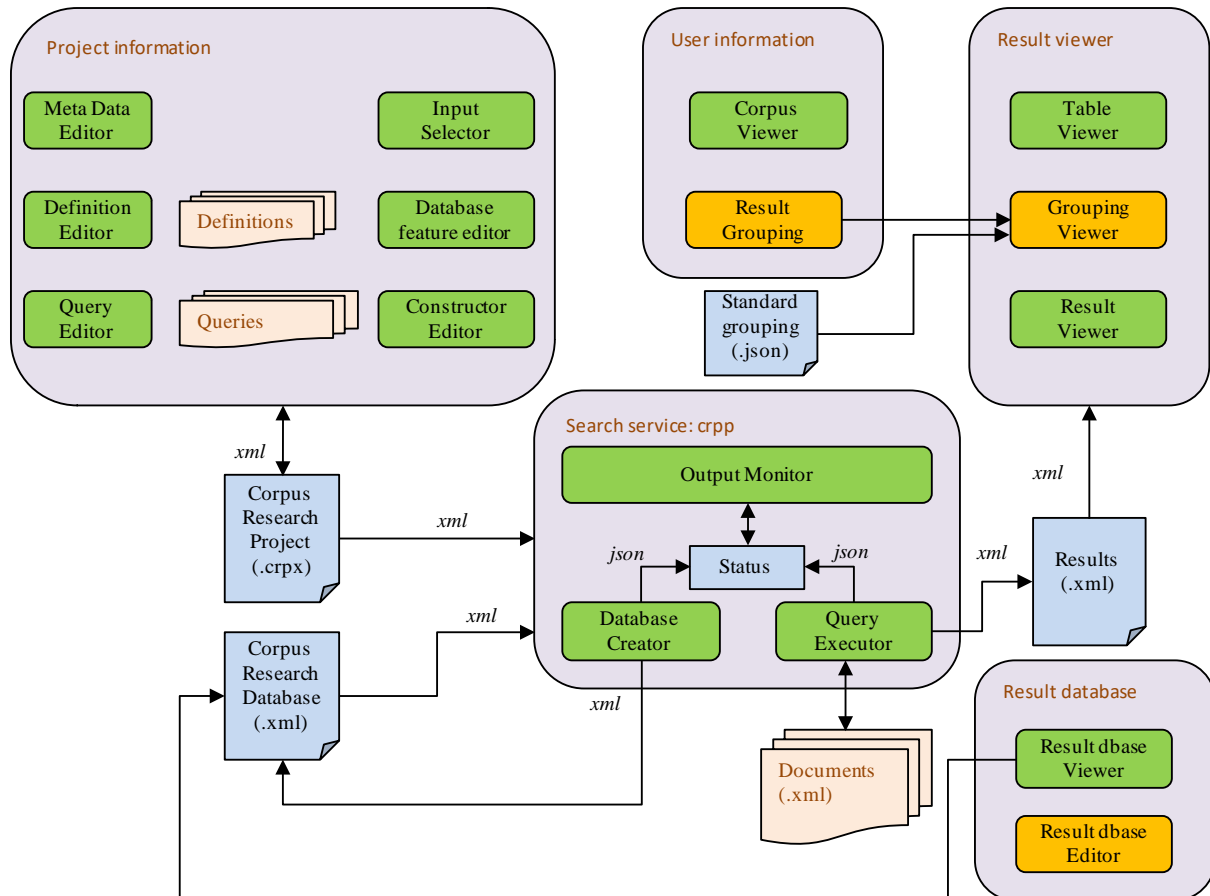 Project information
Meta Data
Editor
Input
Selector
Definition
Editor
Definitions
Database
feature editor
Query
Editor
Queries
Constructor
Editor
User information
Corpus
Viewer
Result
Grouping
Standard
grouping
(.json)
Result viewer
Table
Viewer
Grouping
Viewer
Result
Viewer
xml
Corpus
Research
Project
(.crpx)
xml
Search service: crpp
Output Monitor
json
Status
json
Database
Creator
Query
Executor
xml
Results
(.xml)
xml
Corpus
Research
Database
(.xml)
xml
xml
Documents
(.xml)
Result database
Result dbase
Viewer
Result dbase
Editor